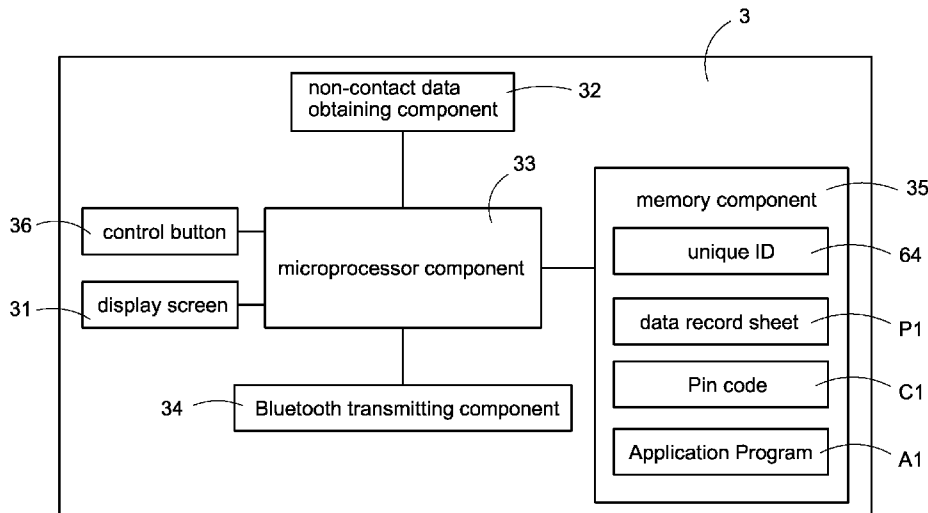 3
non-contact data
obtaining component
32
33
memory component
35
36
control button
microprocessor component
unique ID
64
31
display screen
data record sheet
P1
34
Bluetooth transmitting component
Pin code
C1
Application Program
A1